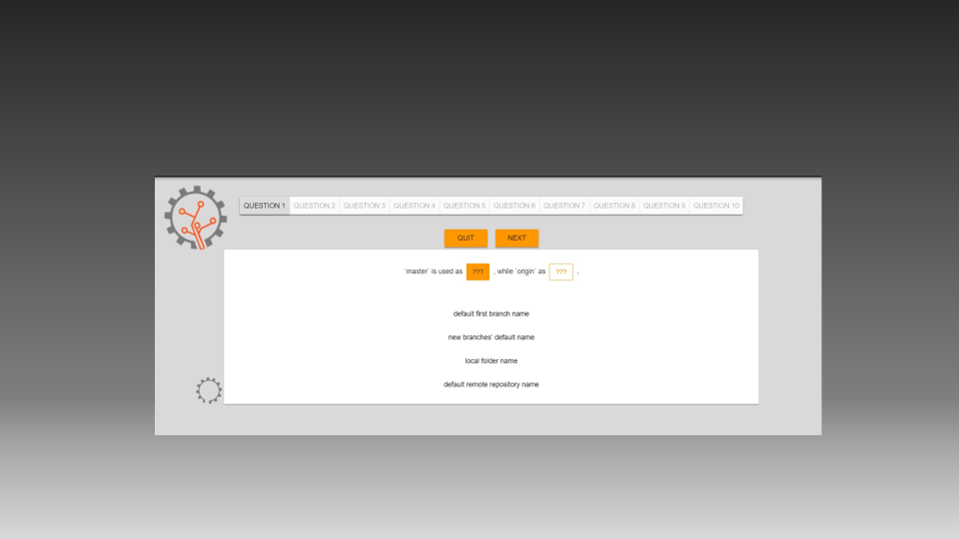 QUESTION 1 QUESTION 2 QUESTION 3 QUESTION 4 QUESTION 5 QUESTION 6 QUESTION 7 QUESTION 8 QUESTION 9 QUESTION 10
QUIT NEXT
`master` is used as ??? , while `origin` as ??? .
default first branch name
new branches' default name
local folder name
default remote repository name